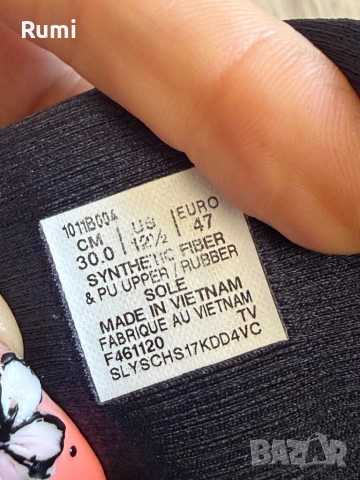 Rumi
1011B004
CM | US | EURO
30.0 | 12½ | 47
SYNTHETIC FIBER
& PU UPPER / RUBBER
SOLE
MADE IN VIETNAM
FABRIQUE AU VIETNAM
F461120 TV
SLYSCHS17KDD4VC
BAZAR